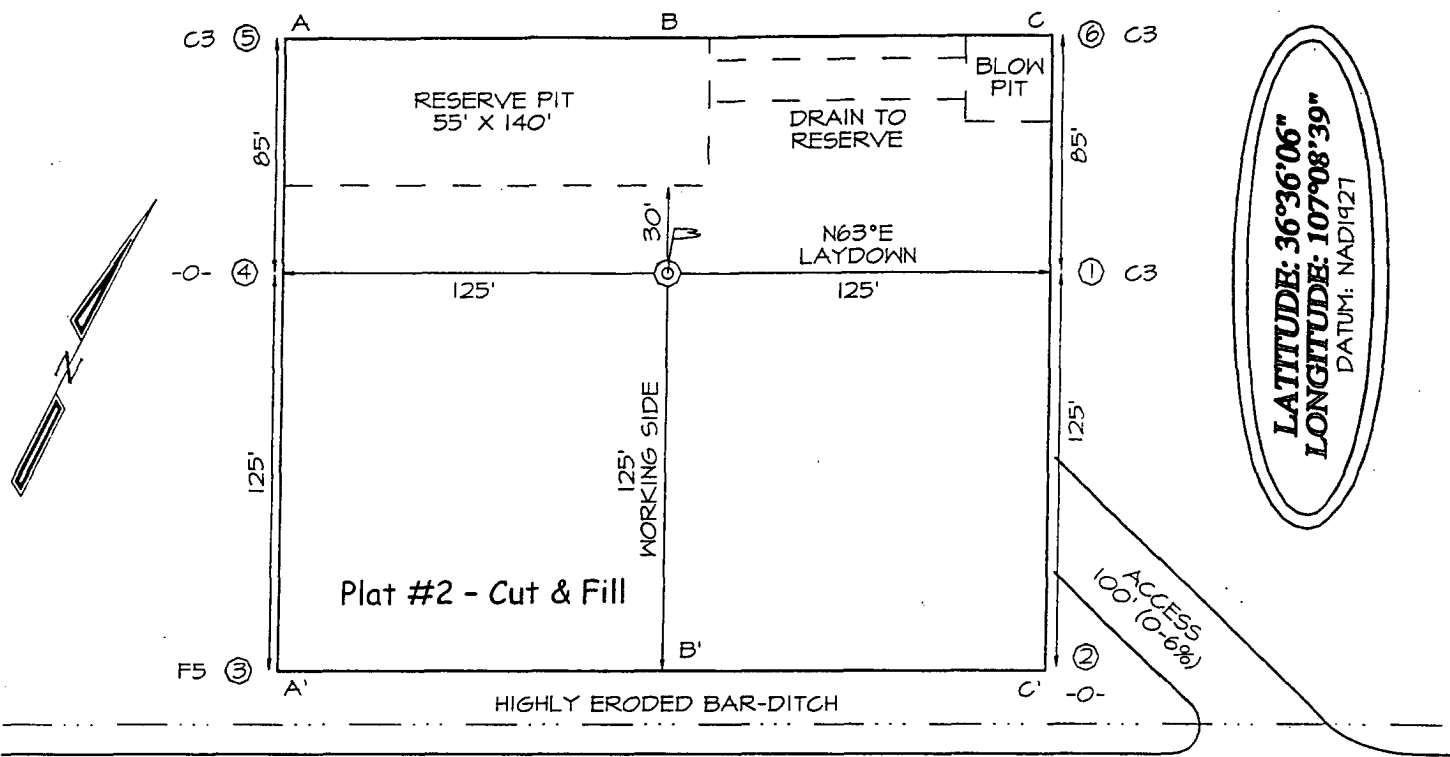 A
B
C
C3 ⑤
⑥ C3
RESERVE PIT
55' X 140'
BLOW
PIT
DRAIN TO
RESERVE
85'
85'
30'
N63°E
LAYDOWN
-0- ④
① C3
125'
125'
N
125'
125'
WORKING SIDE
125'
Plat #2 - Cut & Fill
ACCESS
100' (0-6%)
F5 ③
A'
B'
C'
②
-0-
HIGHLY ERODED BAR-DITCH
LATITUDE: 36°36'06"
LONGITUDE: 107°08'39"
DATUM: NAD1927